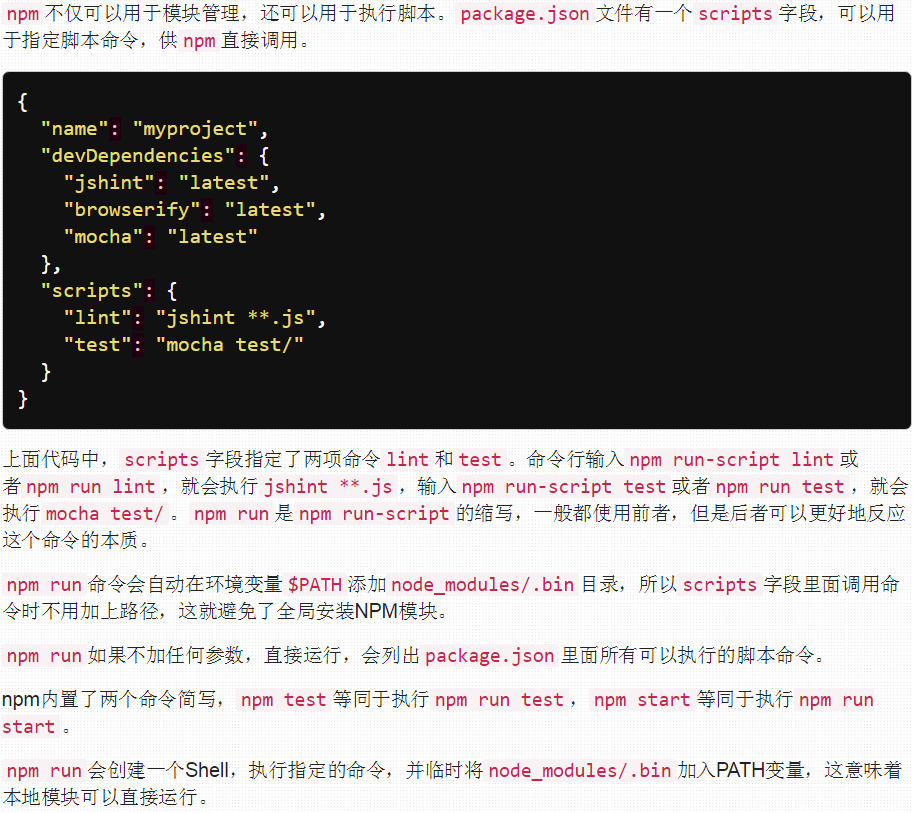 npm 不仅可以用于模块管理，还可以用于执行脚本。 package.json 文件有一个 scripts 字段，可以用
于指定脚本命令，供 npm 直接调用。
{
  "name": "myproject",
  "devDependencies": {
    "jshint": "latest",
    "browserify": "latest",
    "mocha": "latest"
  },
  "scripts": {
    "lint": "jshint **.js",
    "test": "mocha test/"
  }
}
上面代码中， scripts 字段指定了两项命令 lint 和 test 。命令行输入 npm run-script lint 或
者 npm run lint ，就会执行 jshint **.js ，输入 npm run-script test 或者 npm run test ，就会
执行 mocha test/ 。 npm run 是 npm run-script 的缩写，一般都使用前者，但是后者可以更好地反应
这个命令的本质。
npm run 命令会自动在环境变量 $PATH 添加 node_modules/.bin 目录，所以 scripts 字段里面调用命
令时不用加上路径，这就避免了全局安装NPM模块。
npm run 如果不加任何参数，直接运行，会列出 package.json 里面所有可以执行的脚本命令。
npm内置了两个命令简写， npm test 等同于执行 npm run test ， npm start 等同于执行 npm run
start 。
npm run 会创建一个Shell，执行指定的命令，并临时将 node_modules/.bin 加入PATH变量，这意味着
本地模块可以直接运行。